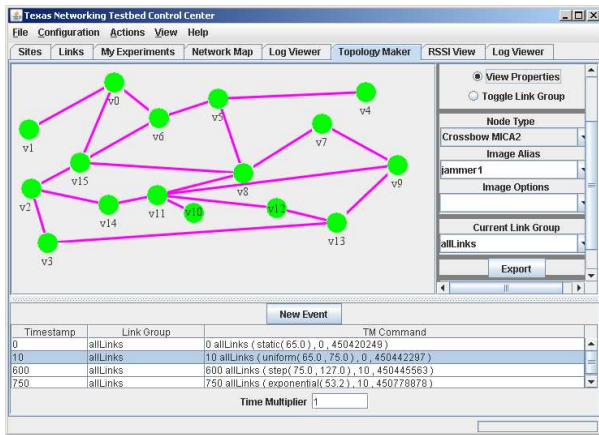 Texas Networking Testbed Control Center
File Configuration Actions View Help
Sites Links My Experiments Network Map Log Viewer Topology Maker RSSI View Log Viewer
v0
v1
v6
v5
v4
v7
v15
v8
v9
v2
v14
v11
v10
v12
v13
v3
View Properties
Toggle Link Group
Node Type
Crossbow MICA2
Image Alias
jammer1
Image Options
Current Link Group
allLinks
Export
New Event
Timestamp Link Group TM Command
0 allLinks 0 allLinks ( static( 65.0 ) , 0 , 450420249 )
10 allLinks 10 allLinks ( uniform( 65.0 , 75.0 ) , 0 , 450442297 )
600 allLinks 600 allLinks ( step( 75.0 , 127.0 ) , 10 , 450445563 )
750 allLinks 750 allLinks ( exponential( 53.2 ) , 10 , 450778878 )
Time Multiplier 1